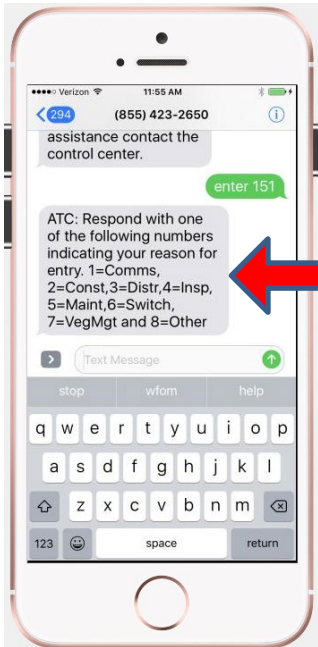 Verizon 11:55 AM
294 (855) 423-2650
assistance contact the
control center.
enter 151
ATC: Respond with one
of the following numbers
indicating your reason for
entry. 1=Comms,
2=Const,3=Distr,4=Insp,
5=Maint,6=Switch,
7=VegMgt and 8=Other
Text Message
stop wfom help
q w e r t y u i o p
a s d f g h j k l
z x c v b n m
123 space return